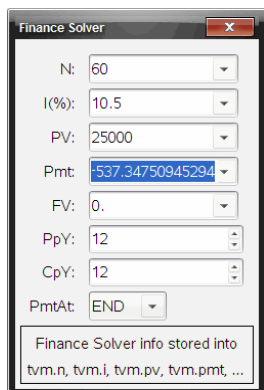 Finance Solver
N: 60
I(%): 10.5
PV: 25000
Pmt: -537.34750945294
FV: 0.
PpY: 12
CpY: 12
PmtAt: END
Finance Solver info stored into
tvm.n, tvm.i, tvm.pv, tvm.pmt, ...